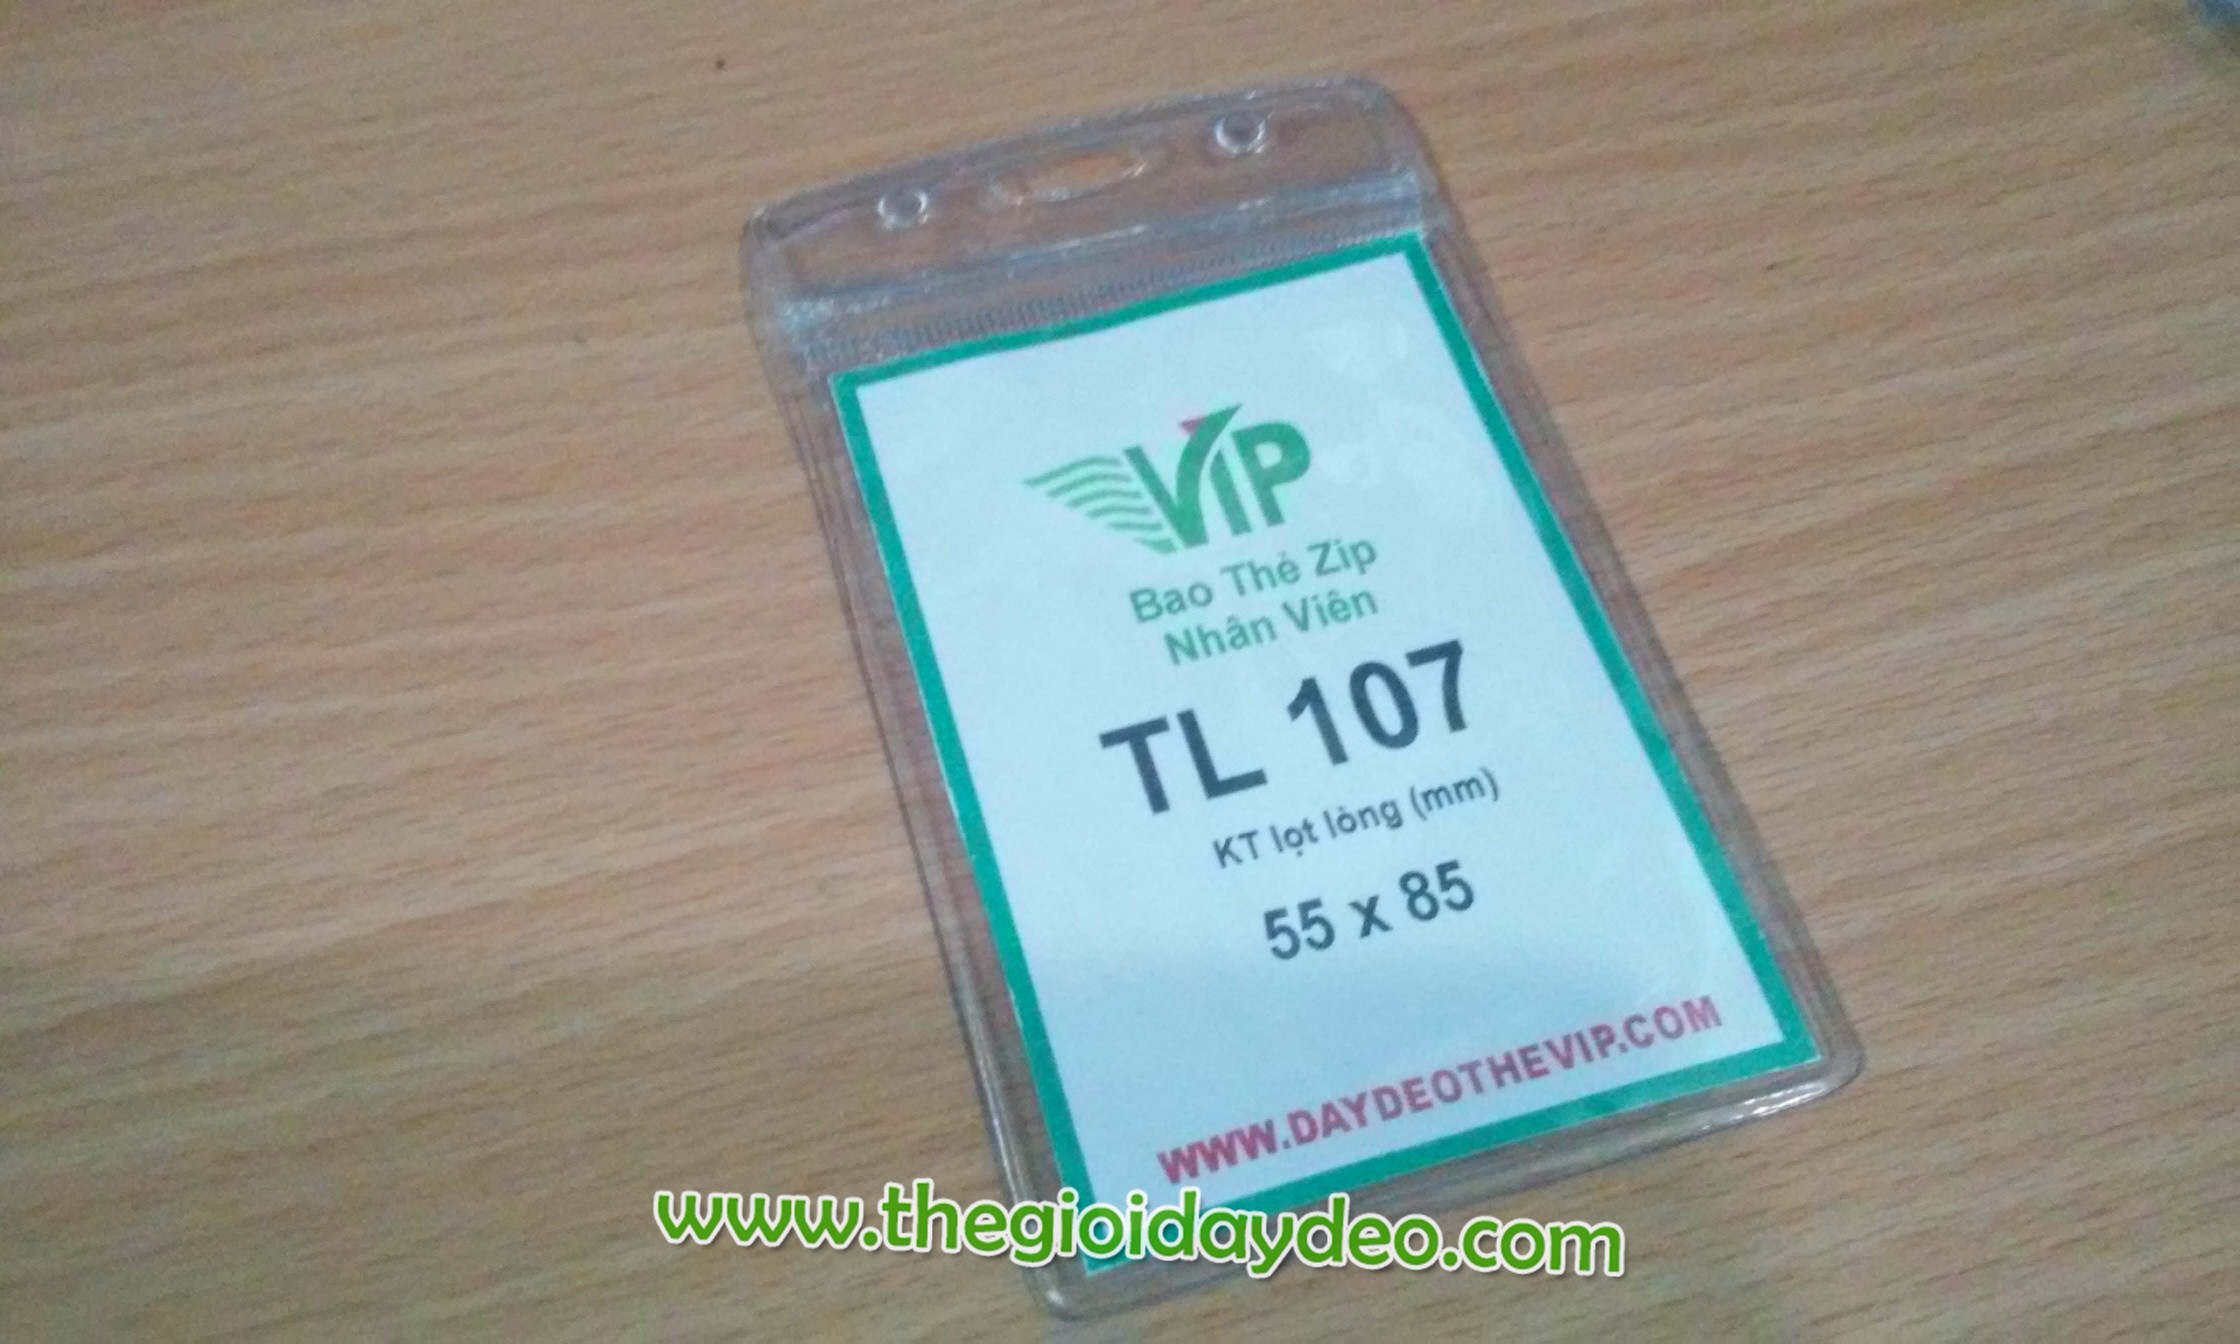 VIP
Bao Thẻ Zip
Nhân Viên
TL 107
KT lọt lòng (mm)
55 x 85
WWW.DAYDEOTHEVIP.COM
www.thegioidaydeo.com